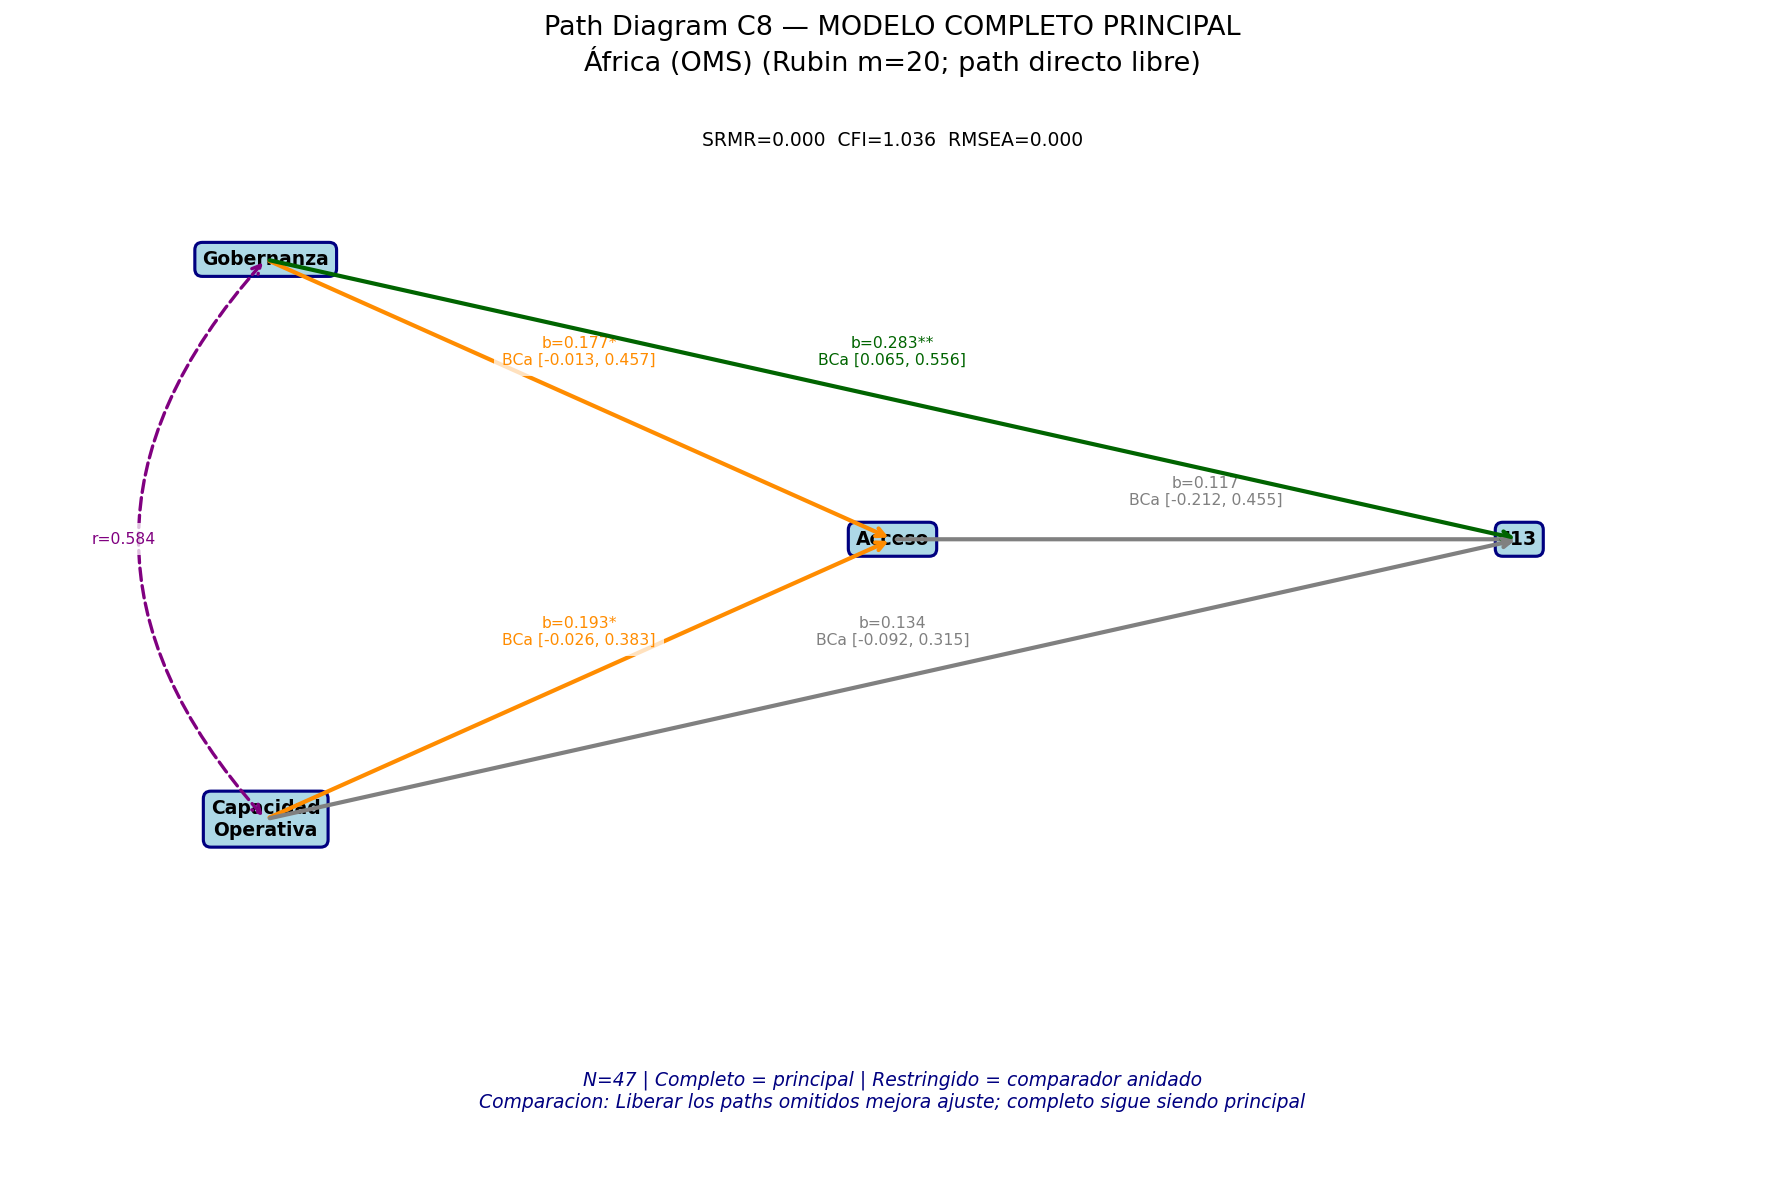 Path Diagram C8 — MODELO COMPLETO PRINCIPAL
África (OMS) (Rubin m=20; path directo libre)
SRMR=0.000 CFI=1.036 RMSEA=0.000
Gobernanza
b=0.177*
BCa [-0.013, 0.457]
b=0.283**
BCa [0.065, 0.556]
b=0.117
BCa [-0.212, 0.455]
r=0.584
Acceso
13
b=0.193*
BCa [-0.026, 0.383]
b=0.134
BCa [-0.092, 0.315]
Capacidad
Operativa
N=47 | Completo = principal | Restringido = comparador anidado
Comparacion: Liberar los paths omitidos mejora ajuste; completo sigue siendo principal